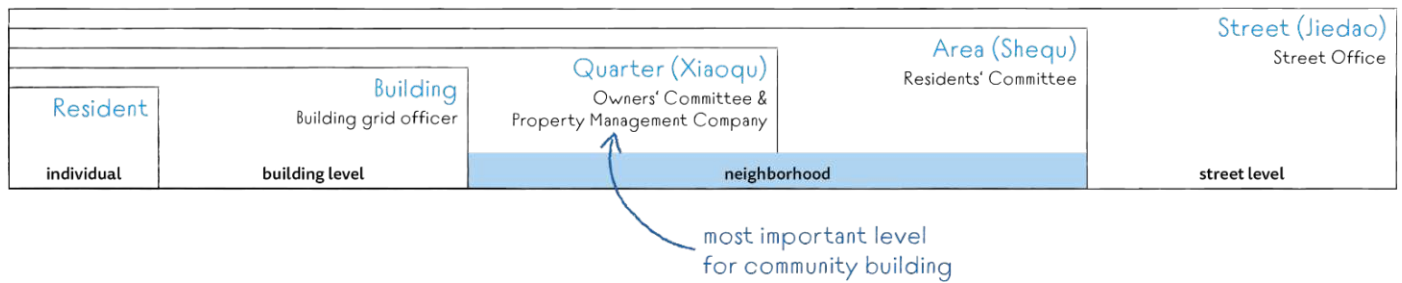 Street (Jiedao)
Street Office
Area (Shequ)
Residents' Committee
Quarter (Xiaoqu)
Owners' Committee &
Property Management Company
Building
Building grid officer
Resident
individual
building level
neighborhood
street level
most important level
for community building